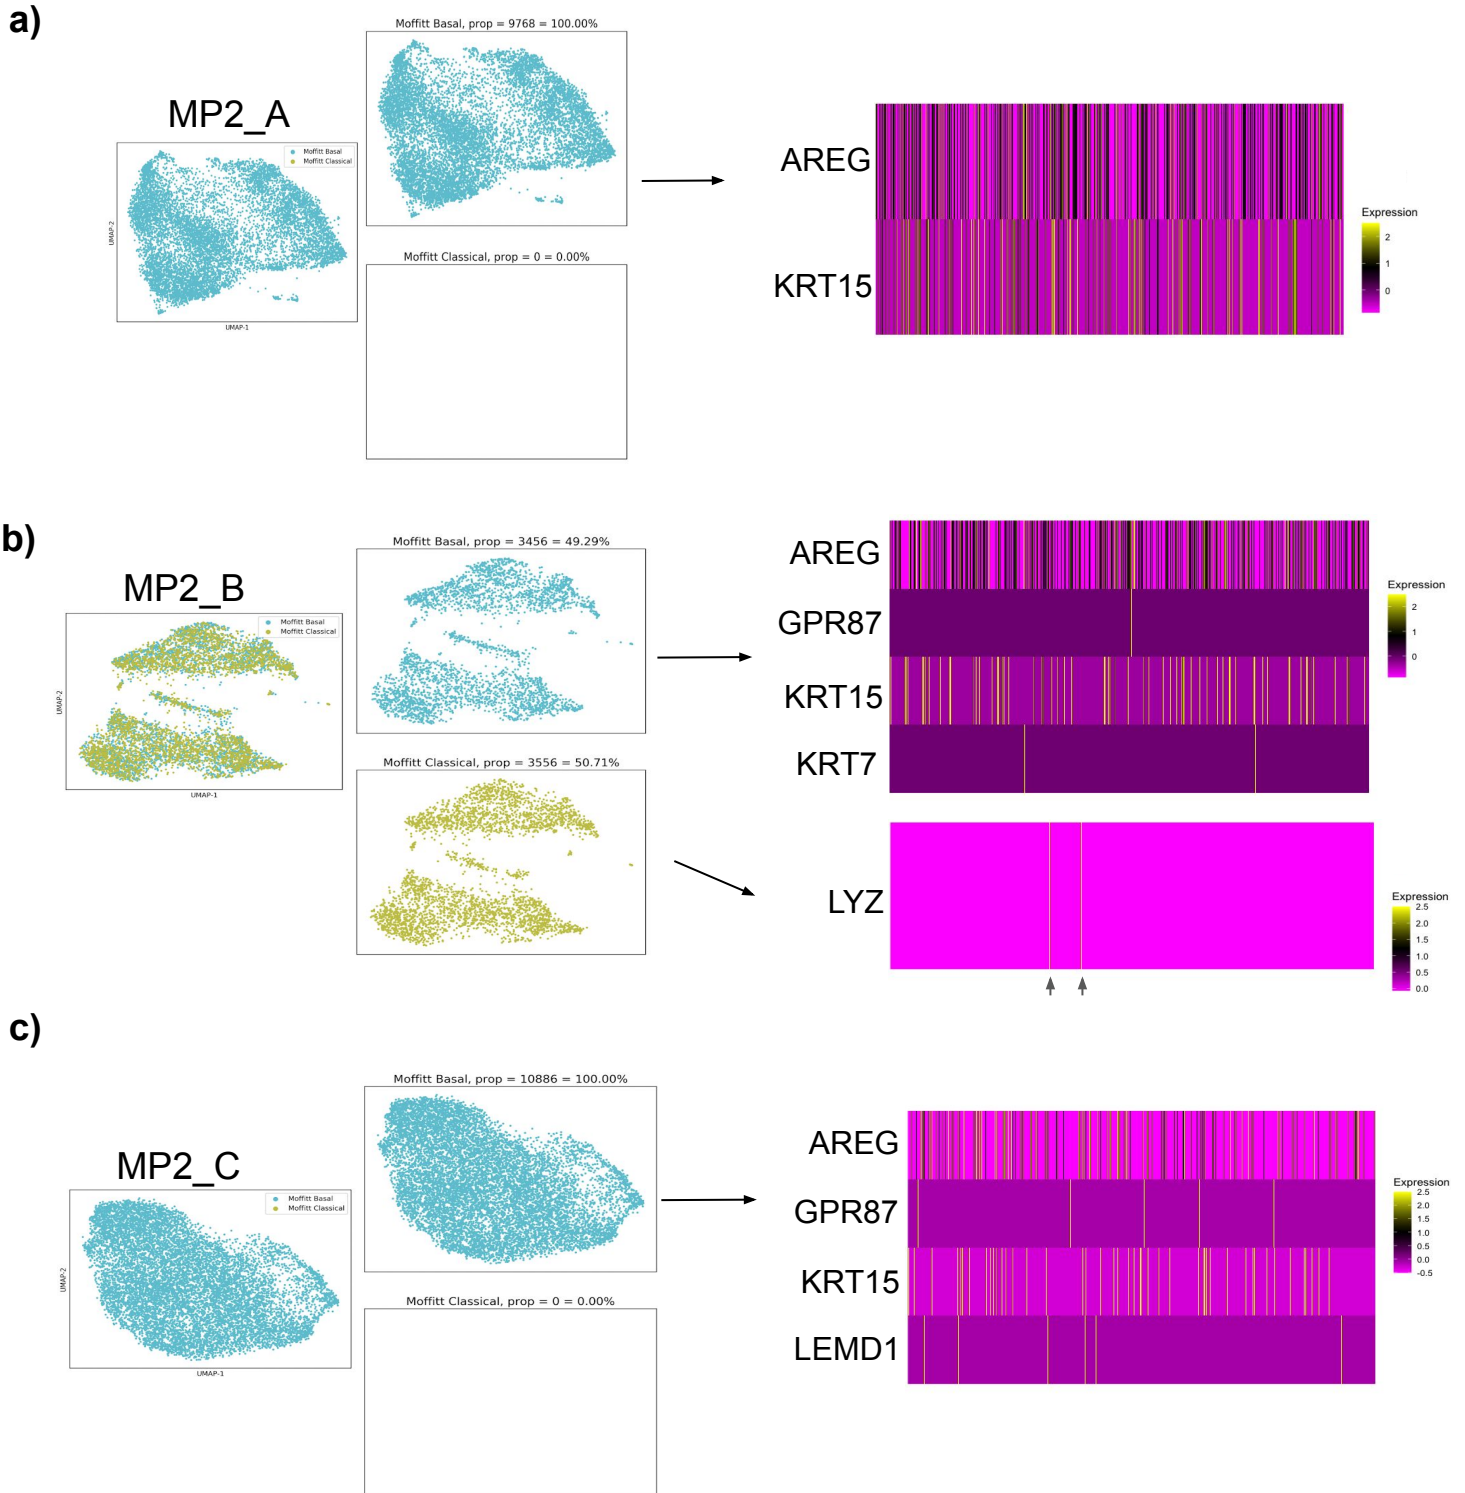 a)
Moffitt Basal, prop = 9768 = 100.00%
MP2_A
Moffitt Basal
Moffitt Classical
UMAP-2
UMAP-1
Moffitt Classical, prop = 0 = 0.00%
AREG
KRT15
Expression
2
1
0
b)
Moffitt Basal, prop = 3456 = 49.29%
MP2_B
Moffitt Basal
Moffitt Classical
UMAP-2
UMAP-1
Moffitt Classical, prop = 3556 = 50.71%
AREG
GPR87
KRT15
KRT7
Expression
2
1
0
LYZ
Expression
2.5
2.0
1.5
1.0
0.5
0.0
c)
Moffitt Basal, prop = 10886 = 100.00%
MP2_C
Moffitt Basal
Moffitt Classical
UMAP-2
UMAP-1
Moffitt Classical, prop = 0 = 0.00%
AREG
GPR87
KRT15
LEMD1
Expression
2.5
2.0
1.5
1.0
0.5
0.0
-0.5